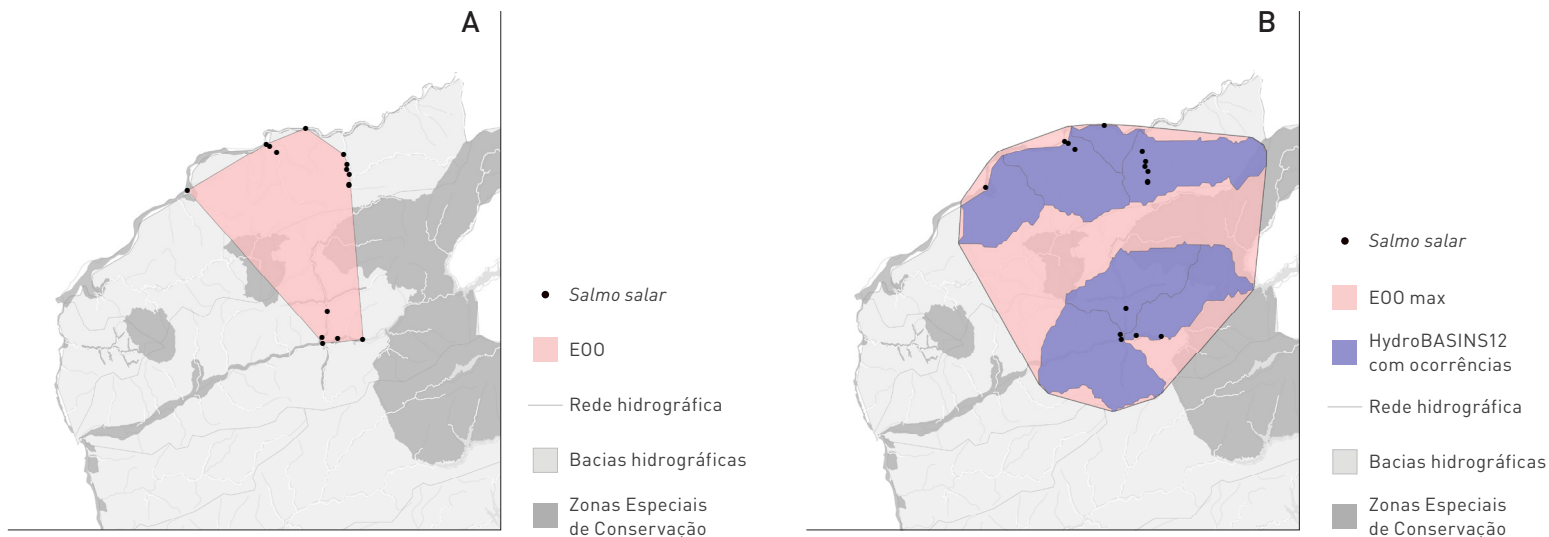 A
Salmo salar
EOO
Rede hidrográfica
Bacias hidrográficas
Zonas Especiais
de Conservação
B
Salmo salar
EOO max
HydroBASINS12
com ocorrências
Rede hidrográfica
Bacias hidrográficas
Zonas Especiais
de Conservação